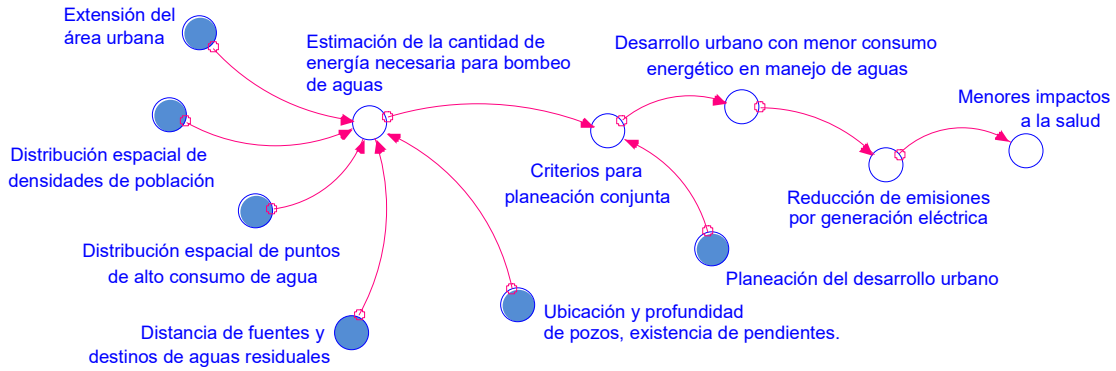 Extensión del
área urbana
Estimación de la cantidad de
energía necesaria para bombeo
de aguas
Desarrollo urbano con menor consumo
energético en manejo de aguas
Menores impactos
a la salud
Distribución espacial de
densidades de población
Criterios para
planeación conjunta
Reducción de emisiones
por generación eléctrica
Distribución espacial de puntos
de alto consumo de agua
Planeación del desarrollo urbano
Distancia de fuentes y
destinos de aguas residuales
Ubicación y profundidad
de pozos, existencia de pendientes.